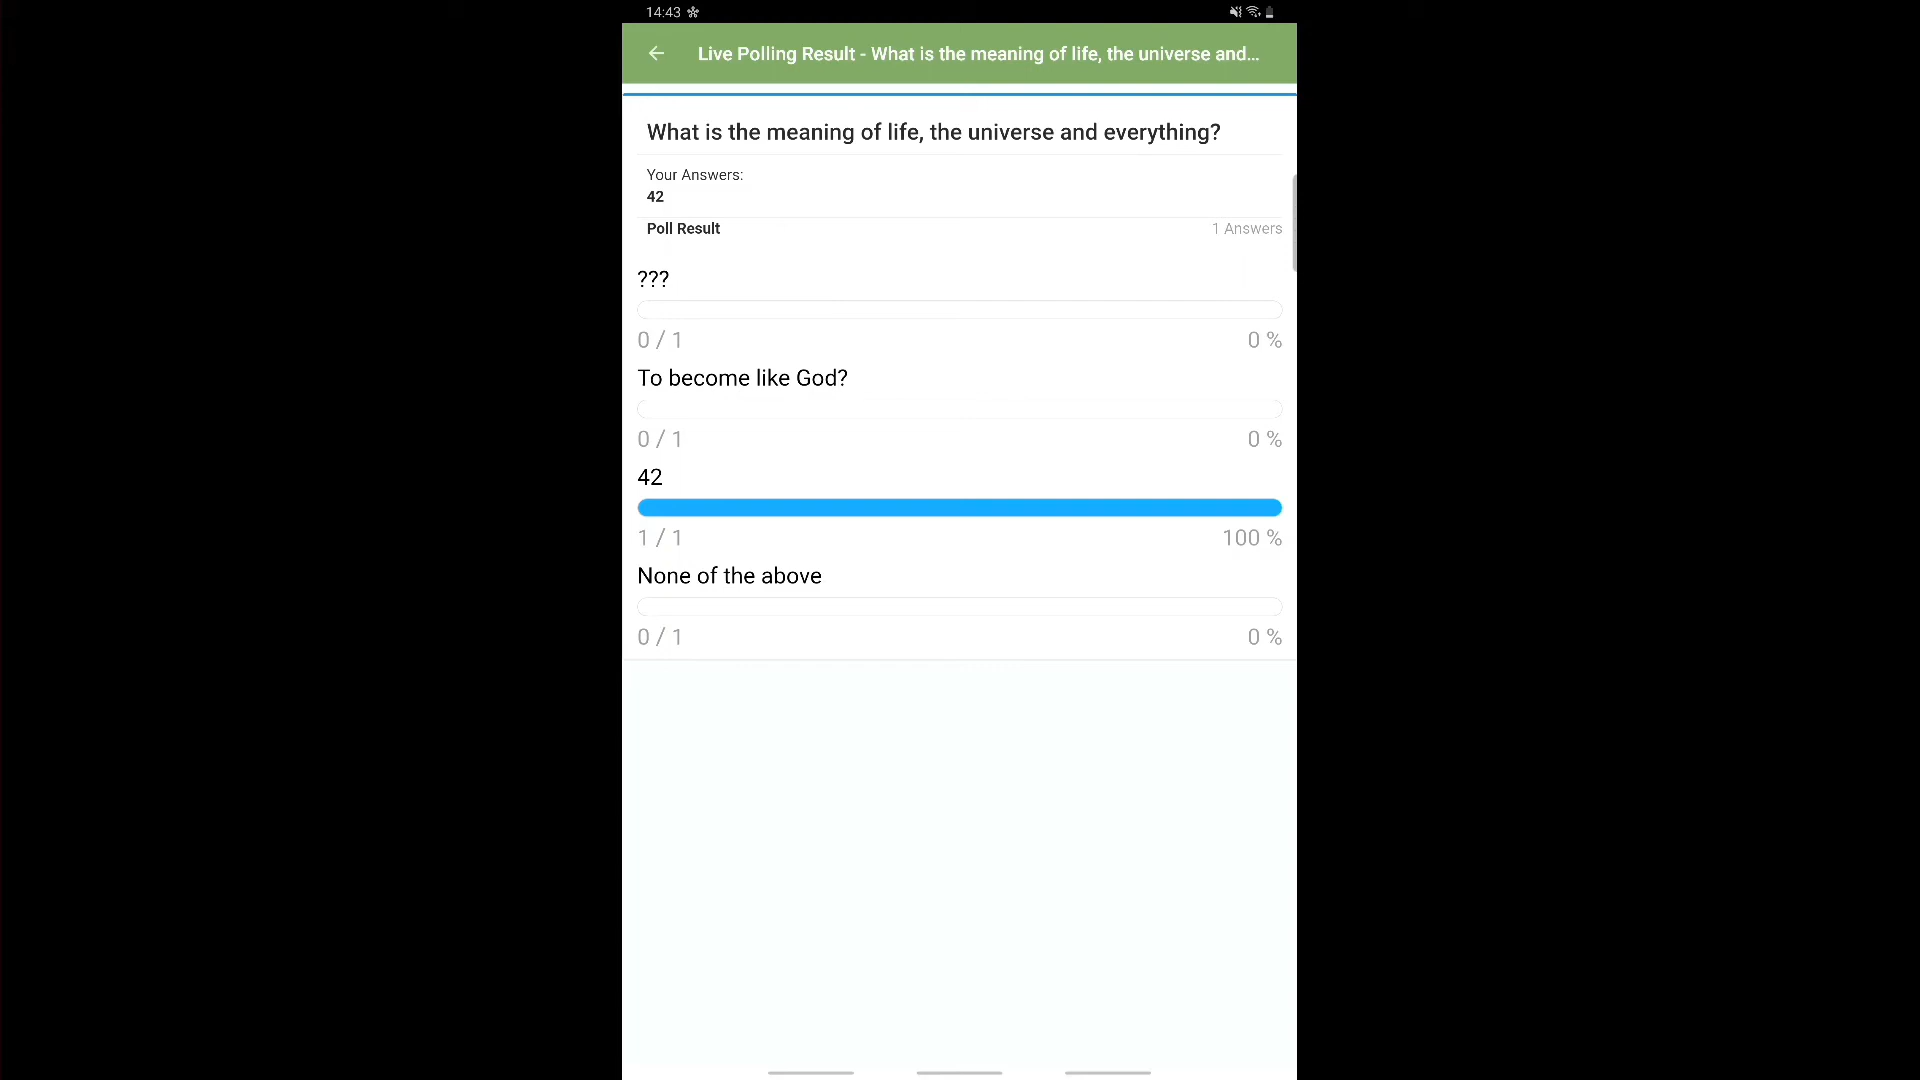 14:43
Live Polling Result - What is the meaning of life, the universe and...
What is the meaning of life, the universe and everything?
Your Answers:
42
Poll Result 1 Answers
???
0 / 1 0 %
To become like God?
0 / 1 0 %
42
1 / 1 100 %
None of the above
0 / 1 0 %